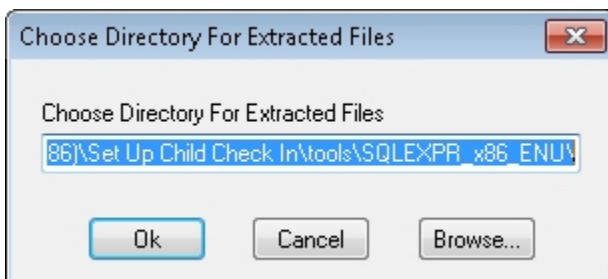 Choose Directory For Extracted Files
Choose Directory For Extracted Files
86)\Set Up Child Check In\tools\SQLEXPR_x86_ENU\
Ok
Cancel
Browse...